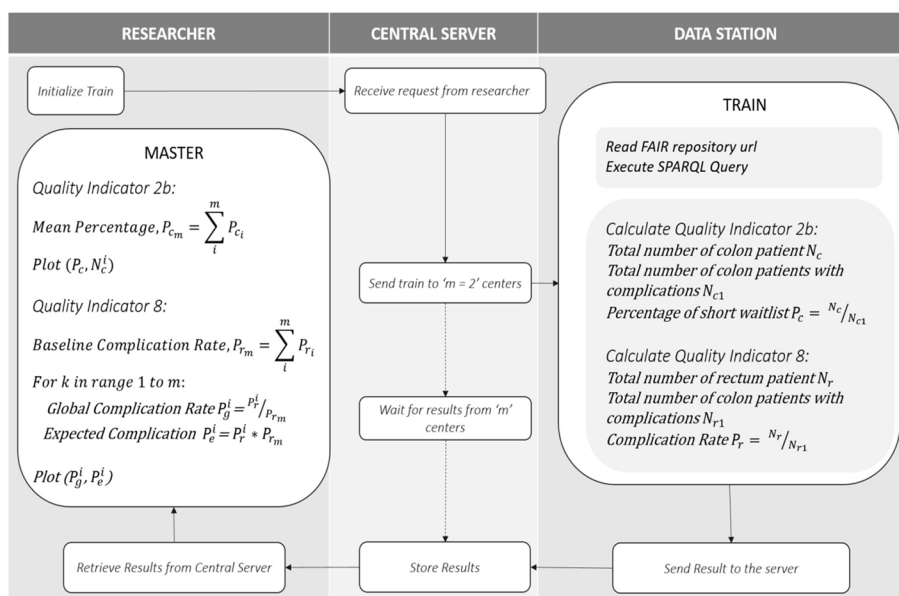 RESEARCHER
CENTRAL SERVER
DATA STATION
Initialize Train
Receive request from researcher
MASTER
Quality Indicator 2b:
Mean Percentage, P_{c_m} = \sum_{i}^{m} P_{c_i}
Plot (P_c, N_c^i)
Quality Indicator 8:
Baseline Complication Rate, P_{r_m} = \sum_{i}^{m} P_{r_i}
For k in range 1 to m:
Global Complication Rate P_g^i = P_r^i / P_{r_m}
Expected Complication P_e^i = P_r^i * P_{r_m}
Plot (P_g^i, P_e^i)
Retrieve Results from Central Server
Send train to ‘m = 2’ centers
Wait for results from ‘m’
centers
Store Results
TRAIN
Read FAIR repository url
Execute SPARQL Query
Calculate Quality Indicator 2b:
Total number of colon patient N_c
Total number of colon patients with
complications N_{c1}
Percentage of short waitlist P_c = N_c / N_{c1}
Calculate Quality Indicator 8:
Total number of rectum patient N_r
Total number of colon patients with
complications N_{r1}
Complication Rate P_r = N_r / N_{r1}
Send Result to the server